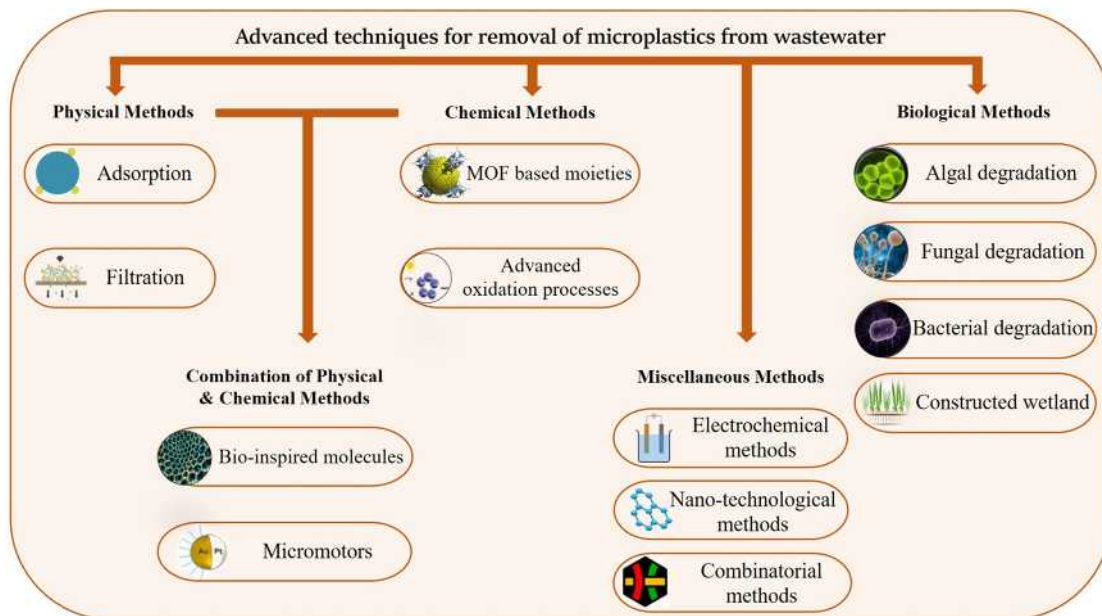 Advanced techniques for removal of microplastics from wastewater
Physical Methods
Adsorption
Filtration
Chemical Methods
MOF based moieties
Advanced
oxidation processes
Combination of Physical
& Chemical Methods
Bio-inspired molecules
Au Pt
Micromotors
Miscellaneous Methods
Electrochemical
methods
Nano-technological
methods
Combinatorial
methods
Biological Methods
Algal degradation
Fungal degradation
Bacterial degradation
Constructed wetland